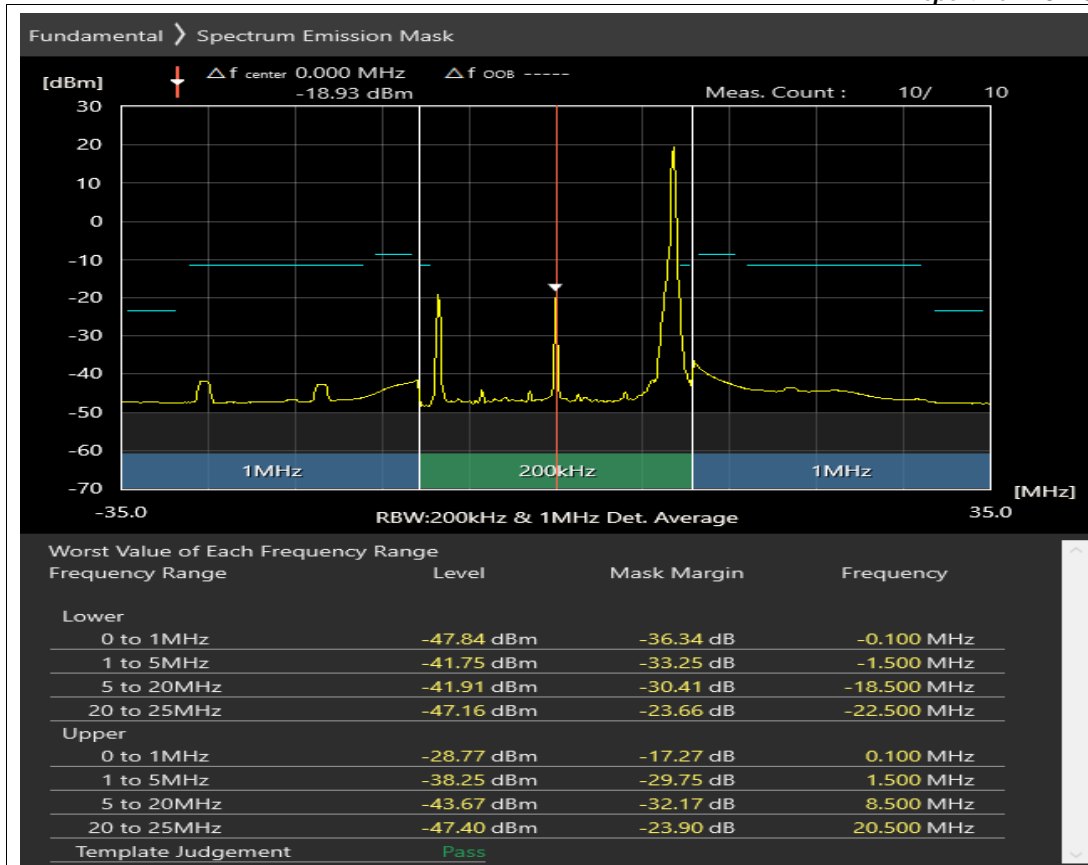 Fundamental 〉 Spectrum Emission Mask
[dBm]
△ f center 0.000 MHz △ f OOB -----
-18.93 dBm
Meas. Count : 10/ 10
30
20
10
0
-10
-20
-30
-40
-50
-60
-70
1MHz 200kHz 1MHz
[MHz]
-35.0 RBW:200kHz & 1MHz Det. Average 35.0
Worst Value of Each Frequency Range
Frequency Range Level Mask Margin Frequency
Lower
0 to 1MHz -47.84 dBm -36.34 dB -0.100 MHz
1 to 5MHz -41.75 dBm -33.25 dB -1.500 MHz
5 to 20MHz -41.91 dBm -30.41 dB -18.500 MHz
20 to 25MHz -47.16 dBm -23.66 dB -22.500 MHz
Upper
0 to 1MHz -28.77 dBm -17.27 dB 0.100 MHz
1 to 5MHz -38.25 dBm -29.75 dB 1.500 MHz
5 to 20MHz -43.67 dBm -32.17 dB 8.500 MHz
20 to 25MHz -47.40 dBm -23.90 dB 20.500 MHz
Template Judgement Pass